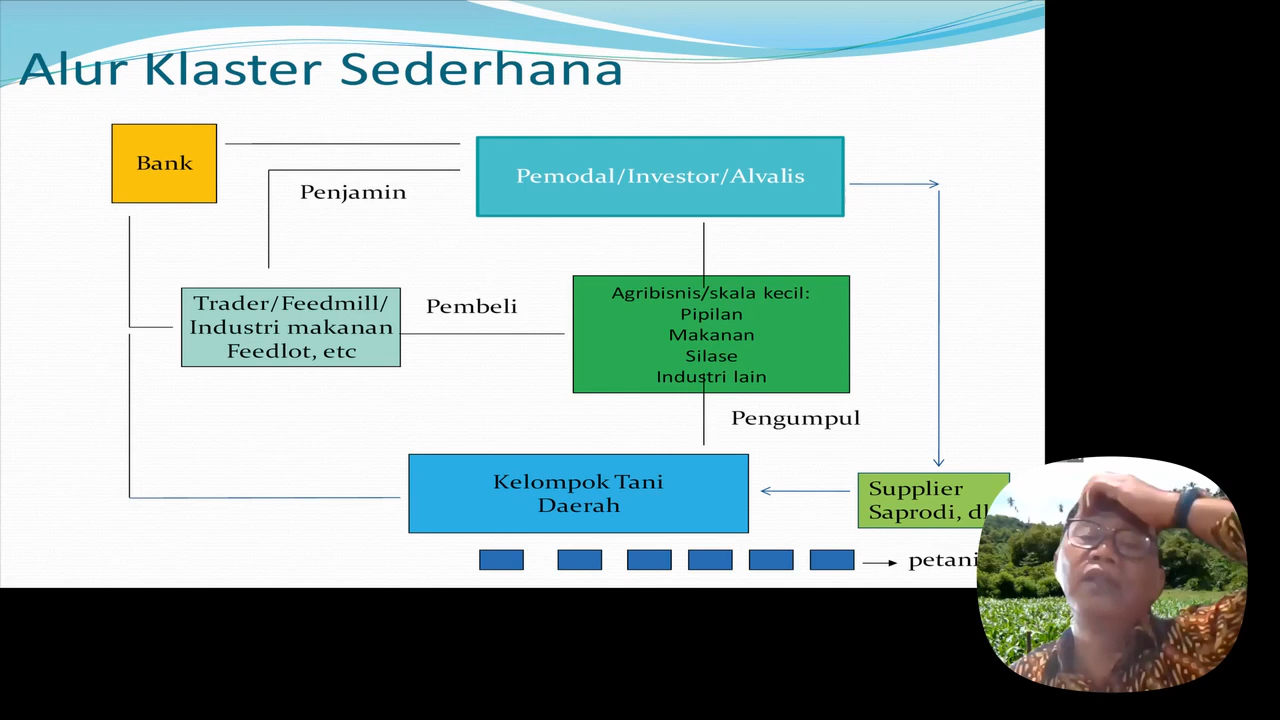 Alur Klaster Sederhana
Bank
Pemodal/Investor/Alvalis
Penjamin
Trader/Feedmill/
Industri makanan
Feedlot, etc
Pembeli
Agribisnis/skala kecil:
Pipilan
Makanan
Silase
Industri lain
Pengumpul
Kelompok Tani
Daerah
Supplier
Saprodi,
petani